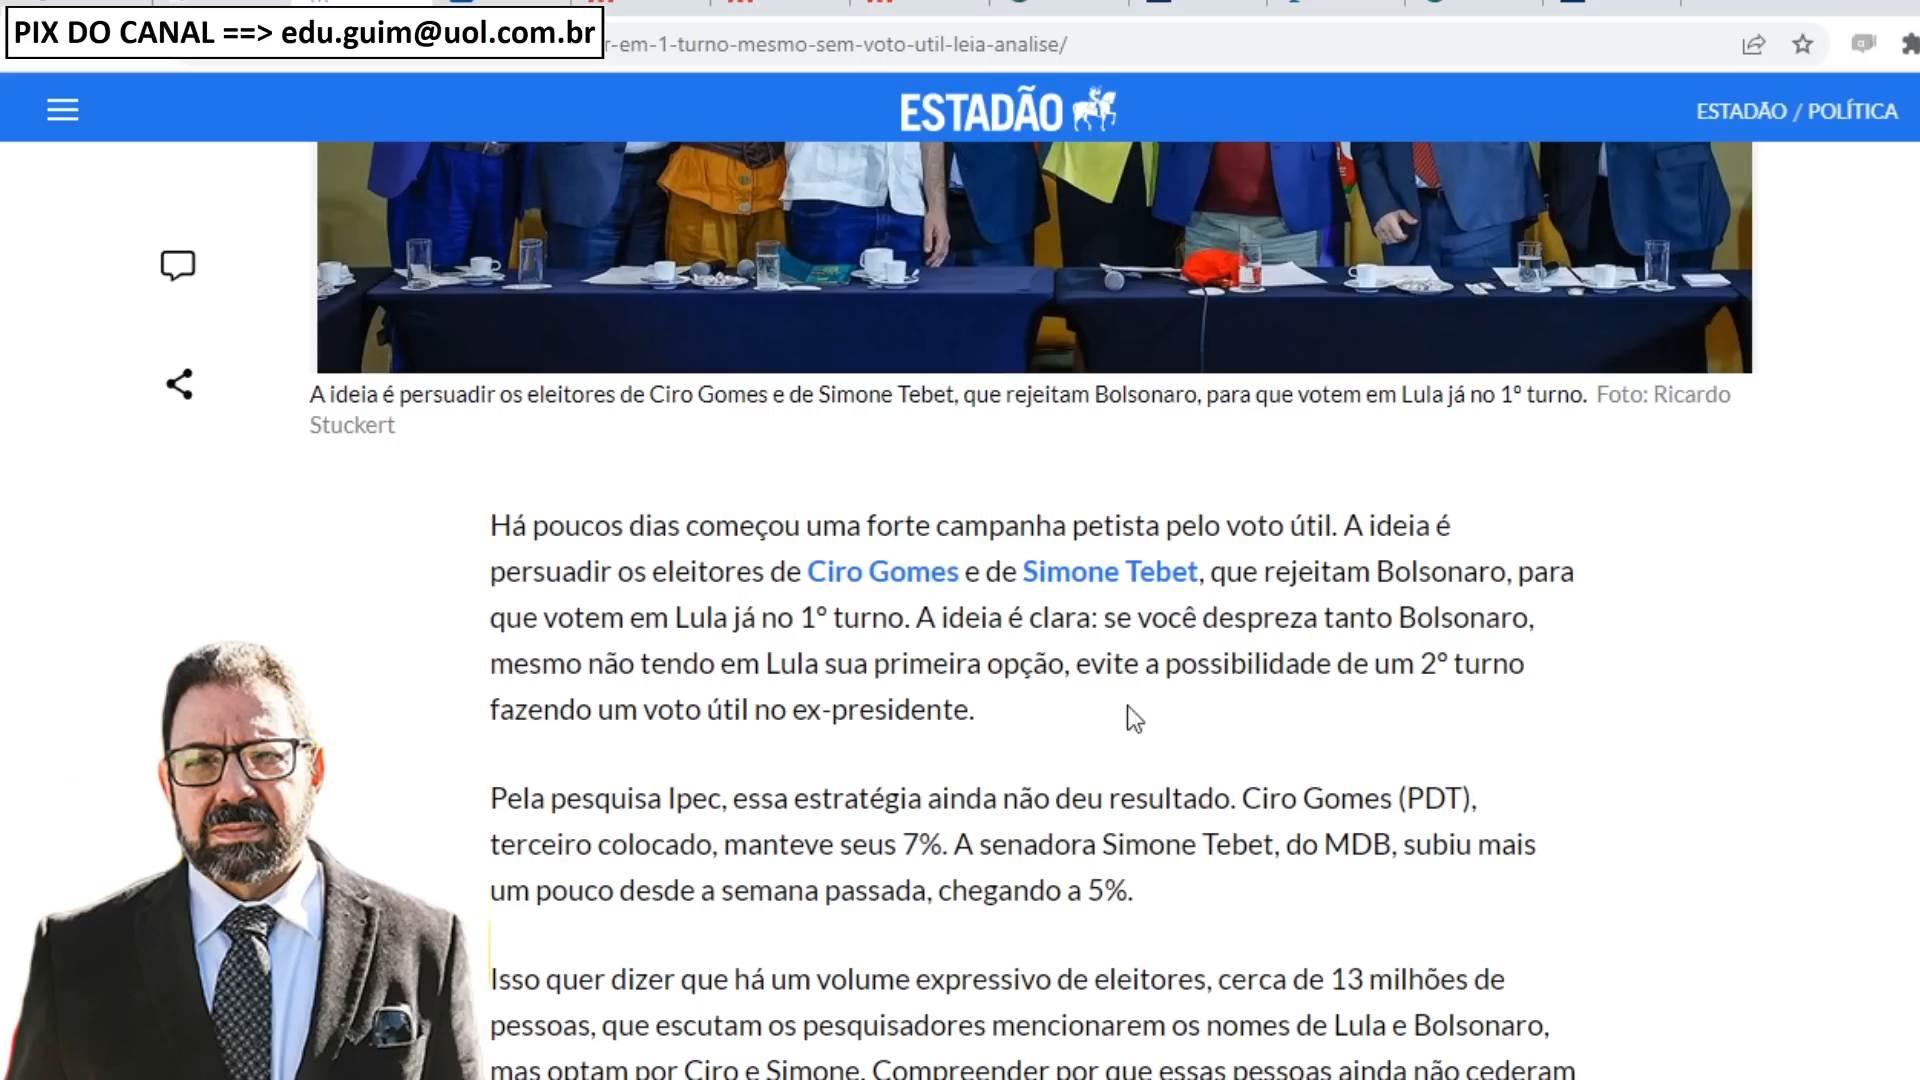 PIX DO CANAL ==> edu.guim@uol.com.br
r-em-1-turno-mesmo-sem-voto-util-leia-analise/
ESTADÃO
ESTADÃO / POLÍTICA
A ideia é persuadir os eleitores de Ciro Gomes e de Simone Tebet, que rejeitam Bolsonaro, para que votem em Lula já no 1º turno. Foto: Ricardo
Stuckert
Há poucos dias começou uma forte campanha petista pelo voto útil. A ideia é
persuadir os eleitores de Ciro Gomes e de Simone Tebet, que rejeitam Bolsonaro, para
que votem em Lula já no 1º turno. A ideia é clara: se você despreza tanto Bolsonaro,
mesmo não tendo em Lula sua primeira opção, evite a possibilidade de um 2º turno
fazendo um voto útil no ex-presidente.
Pela pesquisa Ipec, essa estratégia ainda não deu resultado. Ciro Gomes (PDT),
terceiro colocado, manteve seus 7%. A senadora Simone Tebet, do MDB, subiu mais
um pouco desde a semana passada, chegando a 5%.
Isso quer dizer que há um volume expressivo de eleitores, cerca de 13 milhões de
pessoas, que escutam os pesquisadores mencionarem os nomes de Lula e Bolsonaro,
mas optam por Ciro e Simone. Compreender por que essas pessoas ainda não cederam